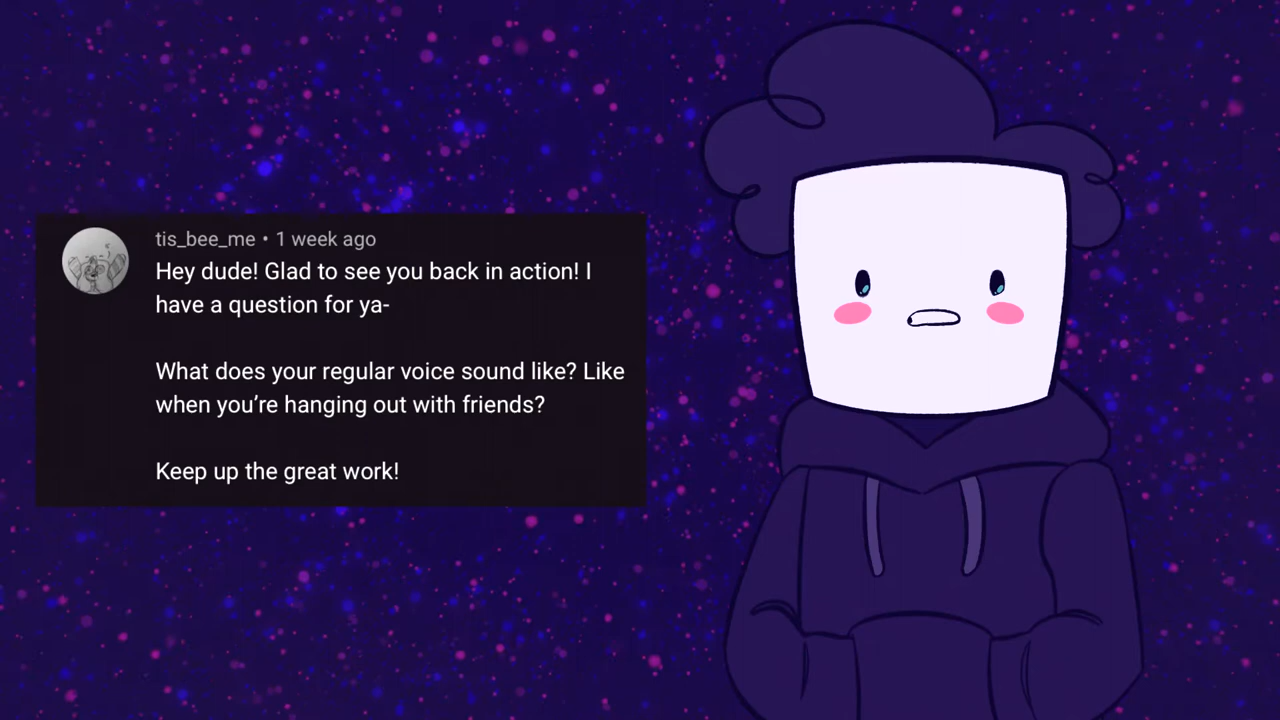 tis_bee_me • 1 week ago
Hey dude! Glad to see you back in action! I
have a question for ya-
What does your regular voice sound like? Like
when you’re hanging out with friends?
Keep up the great work!